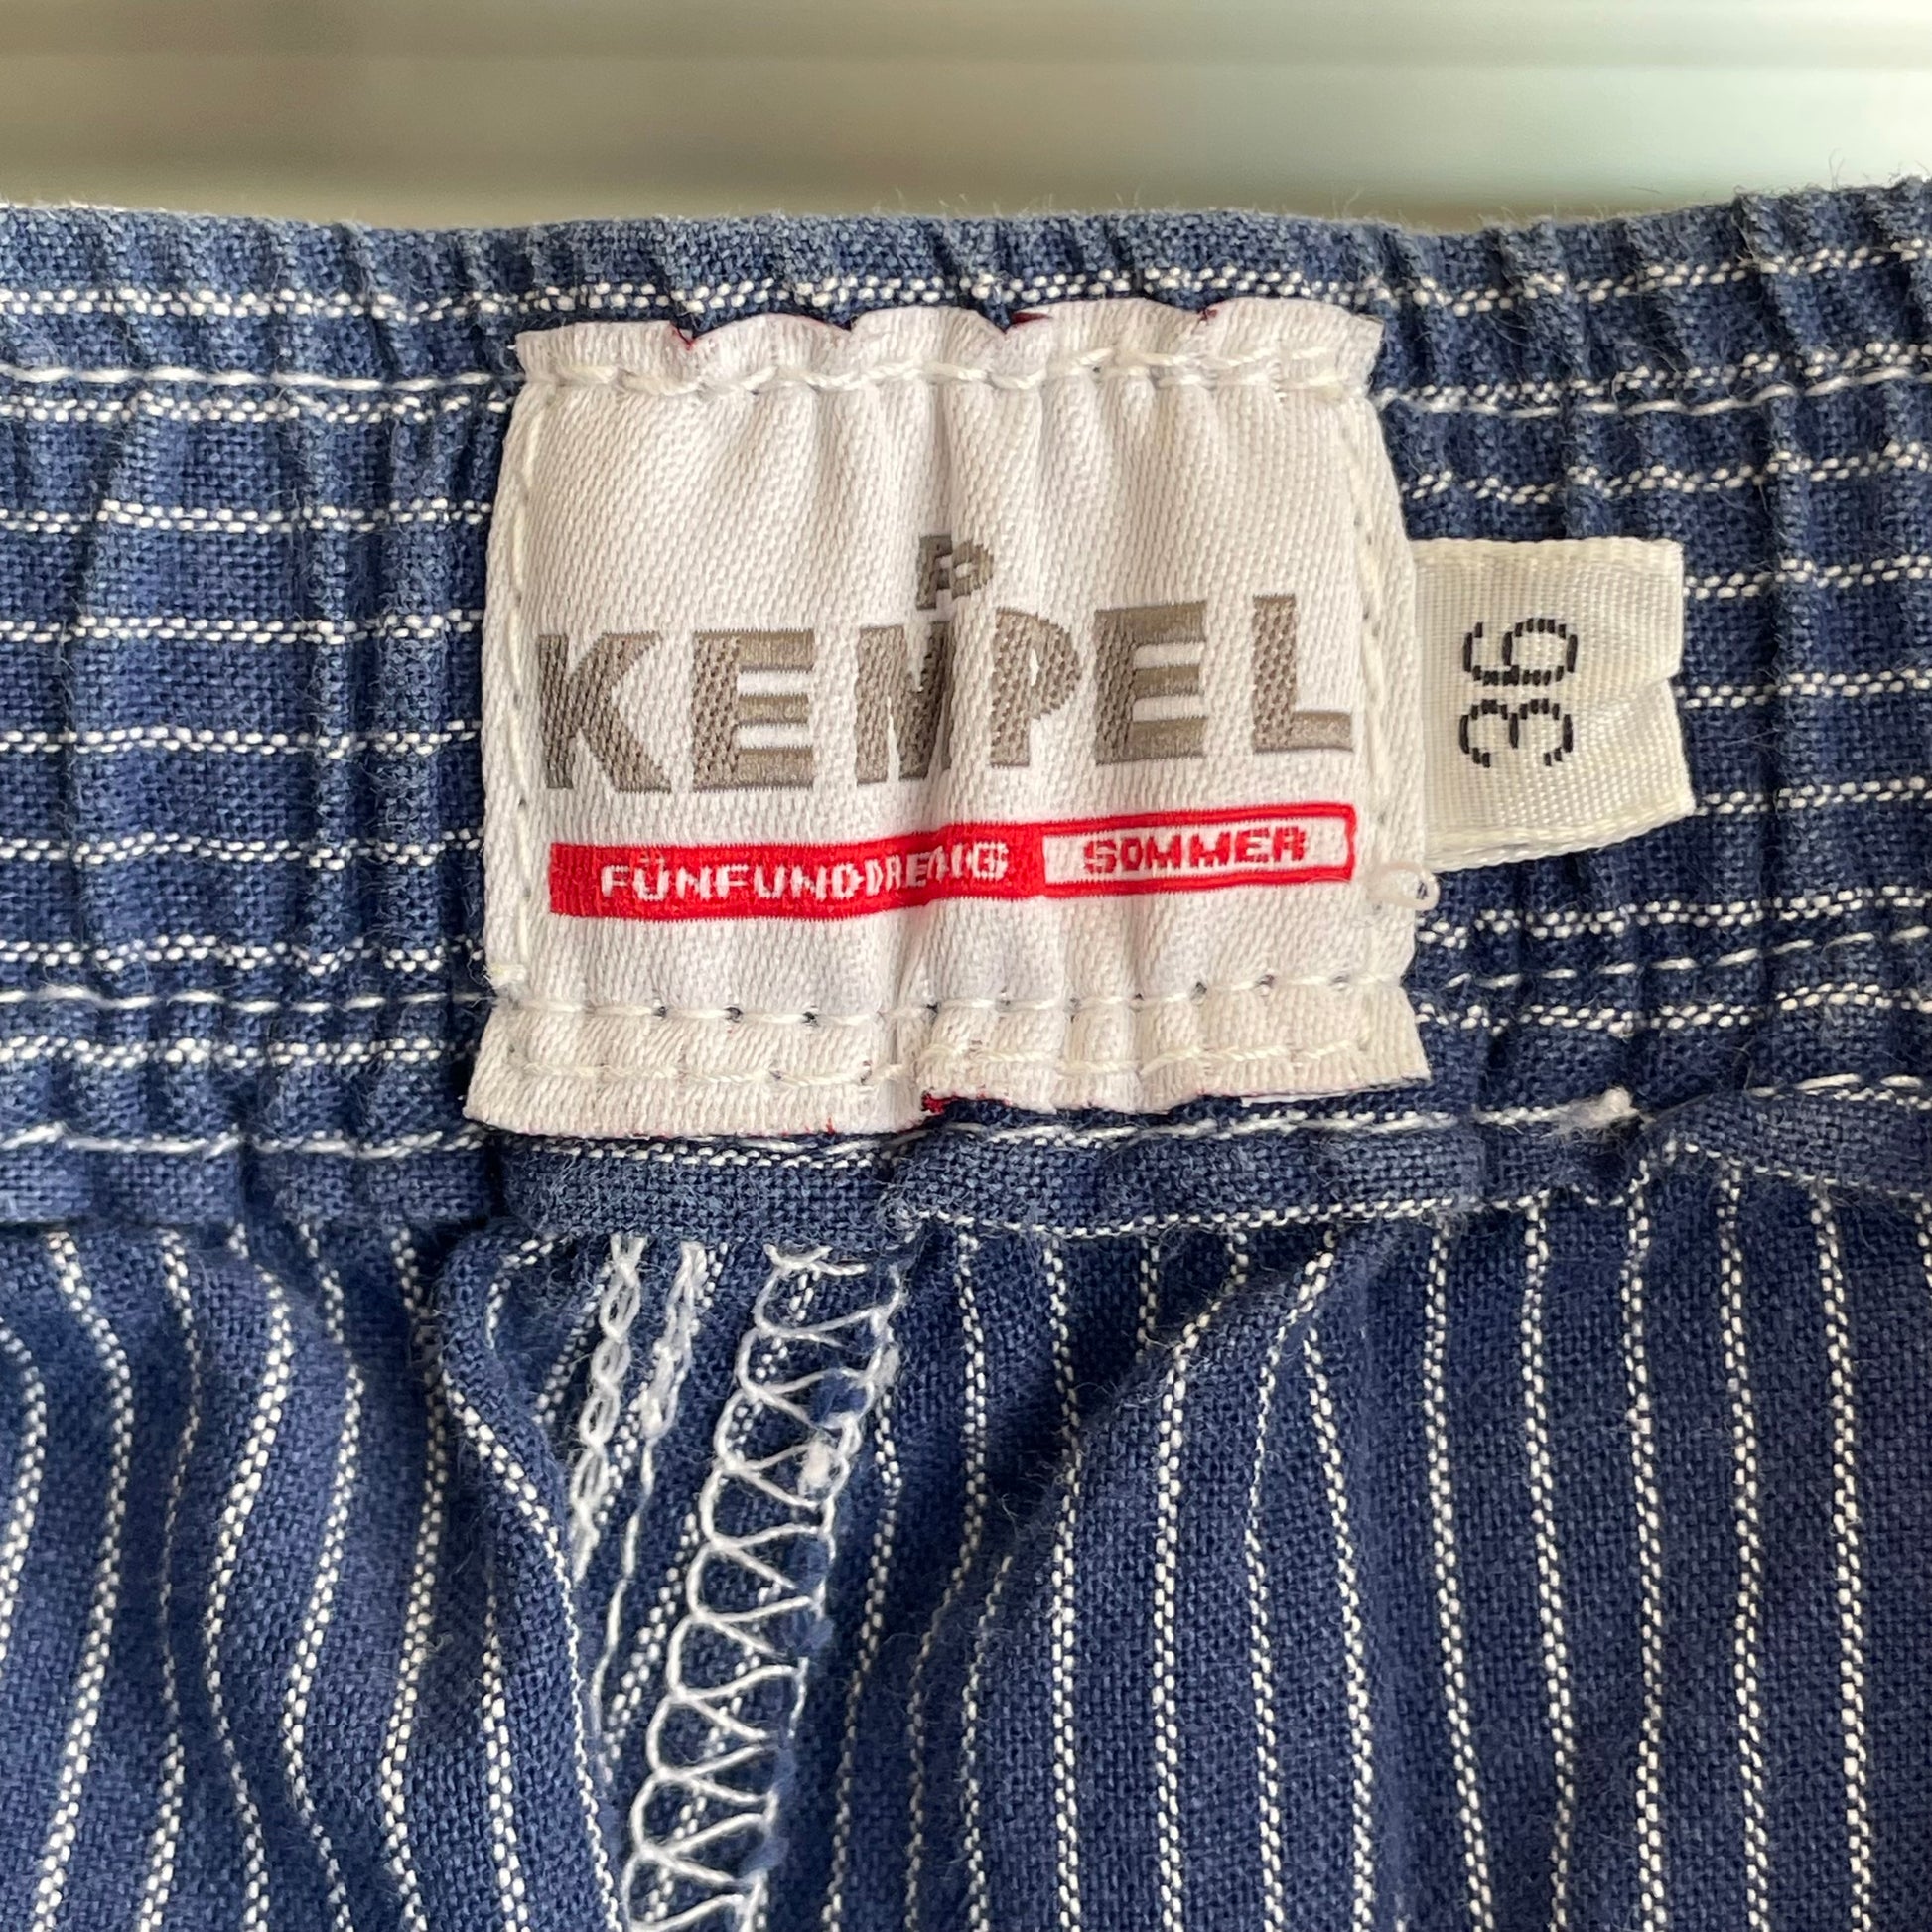 KEMPEL
FÜNFUNDDREIßIG SOMMER
36